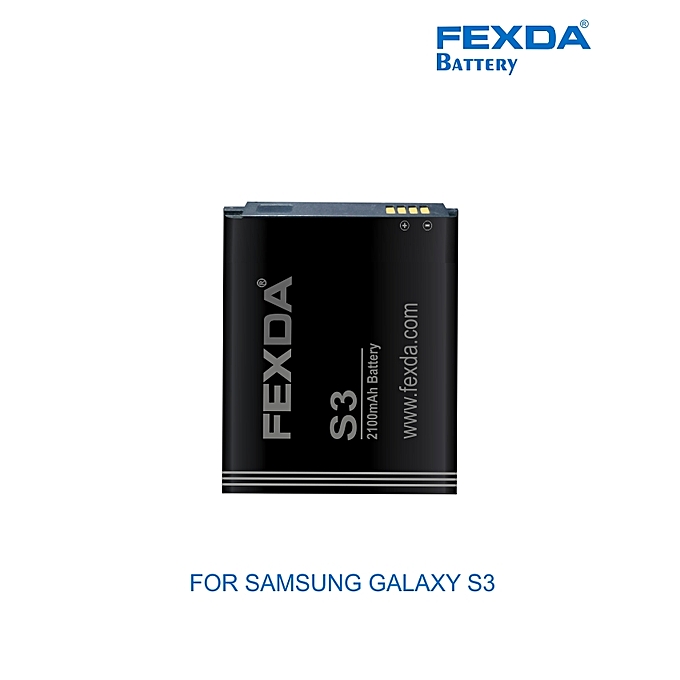 FEXDA®
BATTERY
FEXDA®
S3
2100mAh Battery
www.fexda.com
FOR SAMSUNG GALAXY S3